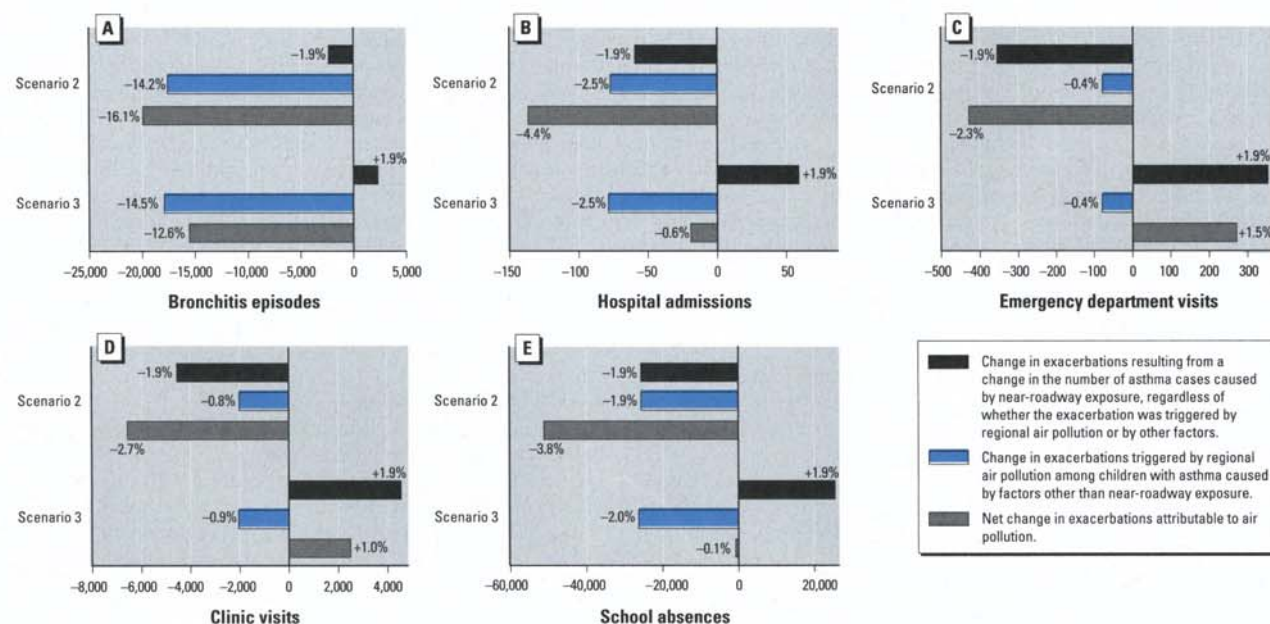 A
Scenario 2
−1.9%
−14.2%
−16.1%
Scenario 3
+1.9%
−14.5%
−12.6%
−25,000 −20,000 −15,000 −10,000 −5,000 0 5,000
Bronchitis episodes
B
Scenario 2
−1.9%
−2.5%
−4.4%
Scenario 3
+1.9%
−2.5%
−0.6%
−150 −100 −50 0 50
Hospital admissions
C
Scenario 2
−1.9%
−0.4%
−2.3%
Scenario 3
+1.9%
−0.4%
+1.5%
−500 −400 −300 −200 −100 0 100 200 300
Emergency department visits
D
Scenario 2
−1.9%
−0.8%
−2.7%
Scenario 3
+1.9%
−0.9%
+1.0%
−8,000 −6,000 −4,000 −2,000 0 2,000 4,000
Clinic visits
E
Scenario 2
−1.9%
−1.9%
−3.8%
Scenario 3
+1.9%
−2.0%
−0.1%
−60,000 −40,000 −20,000 0 20,000
School absences
Change in exacerbations resulting from a
change in the number of asthma cases caused
by near-roadway exposure, regardless of
whether the exacerbation was triggered by
regional air pollution or by other factors.
Change in exacerbations triggered by regional
air pollution among children with asthma caused
by factors other than near-roadway exposure.
Net change in exacerbations attributable to air
pollution.